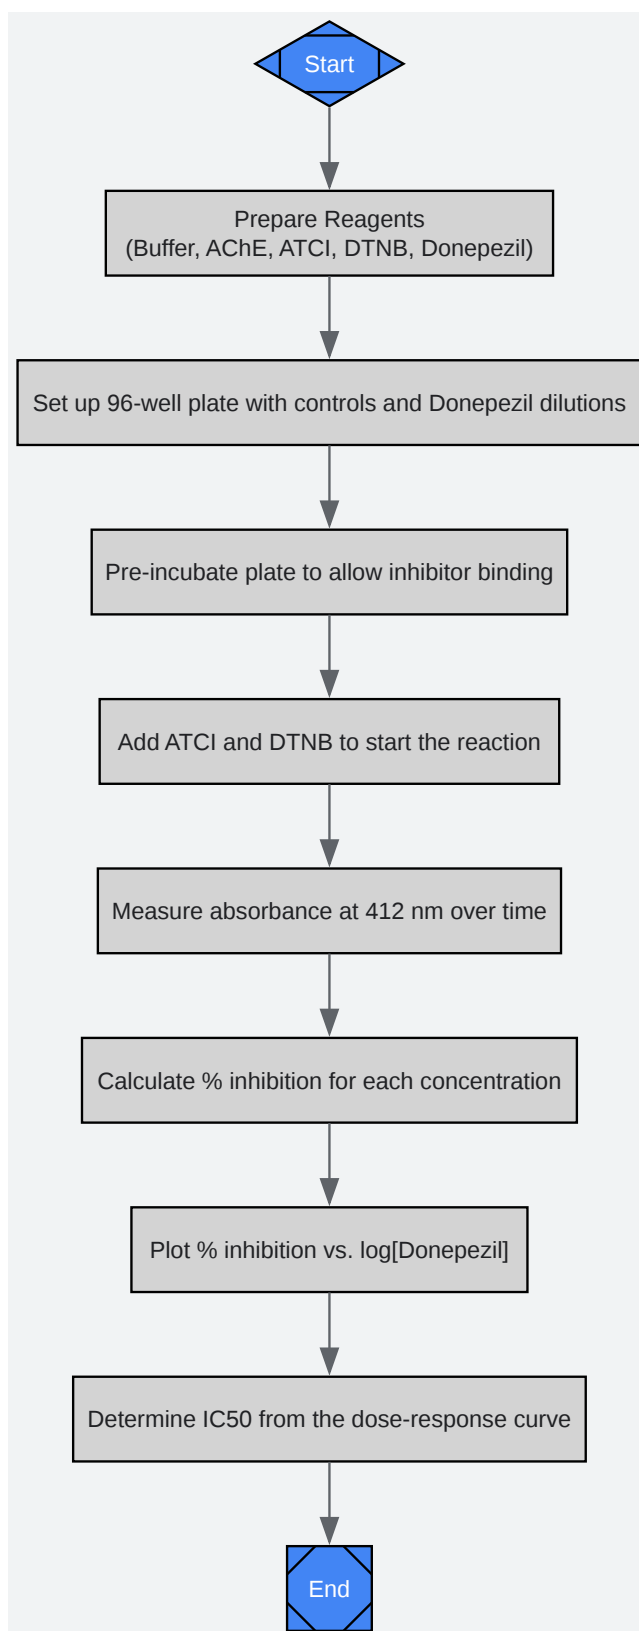 Start
Prepare Reagents
(Buffer, AChE, ATCI, DTNB, Donepezil)
Set up 96-well plate with controls and Donepezil dilutions
Pre-incubate plate to allow inhibitor binding
Add ATCI and DTNB to start the reaction
Measure absorbance at 412 nm over time
Calculate % inhibition for each concentration
Plot % inhibition vs. log[Donepezil]
Determine IC50 from the dose-response curve
End